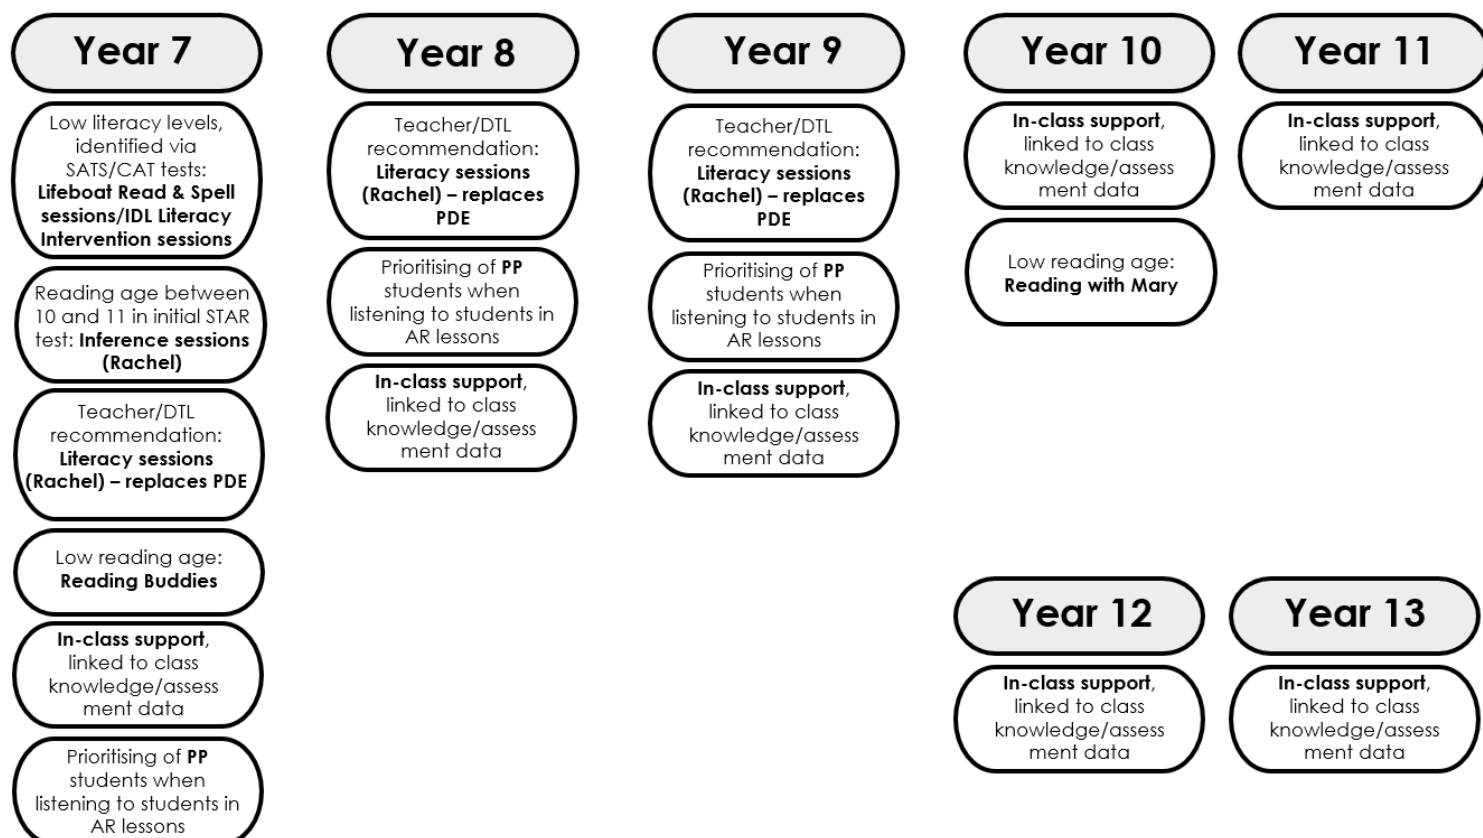 Year 7
Low literacy levels,
identified via
SATS/CAT tests:
Lifeboat Read & Spell
sessions/IDL Literacy
Intervention sessions
Reading age between
10 and 11 in initial STAR
test: Inference sessions
(Rachel)
Teacher/DTL
recommendation:
Literacy sessions
(Rachel) – replaces PDE
Low reading age:
Reading Buddies
In-class support,
linked to class
knowledge/assess
ment data
Prioritising of PP
students when
listening to students in
AR lessons
Year 8
Teacher/DTL
recommendation:
Literacy sessions
(Rachel) – replaces
PDE
Prioritising of PP
students when
listening to students in
AR lessons
In-class support,
linked to class
knowledge/assess
ment data
Year 9
Teacher/DTL
recommendation:
Literacy sessions
(Rachel) – replaces
PDE
Prioritising of PP
students when
listening to students in
AR lessons
In-class support,
linked to class
knowledge/assess
ment data
Year 10
In-class support,
linked to class
knowledge/assess
ment data
Low reading age:
Reading with Mary
Year 11
In-class support,
linked to class
knowledge/assess
ment data
Year 12
In-class support,
linked to class
knowledge/assess
ment data
Year 13
In-class support,
linked to class
knowledge/assess
ment data